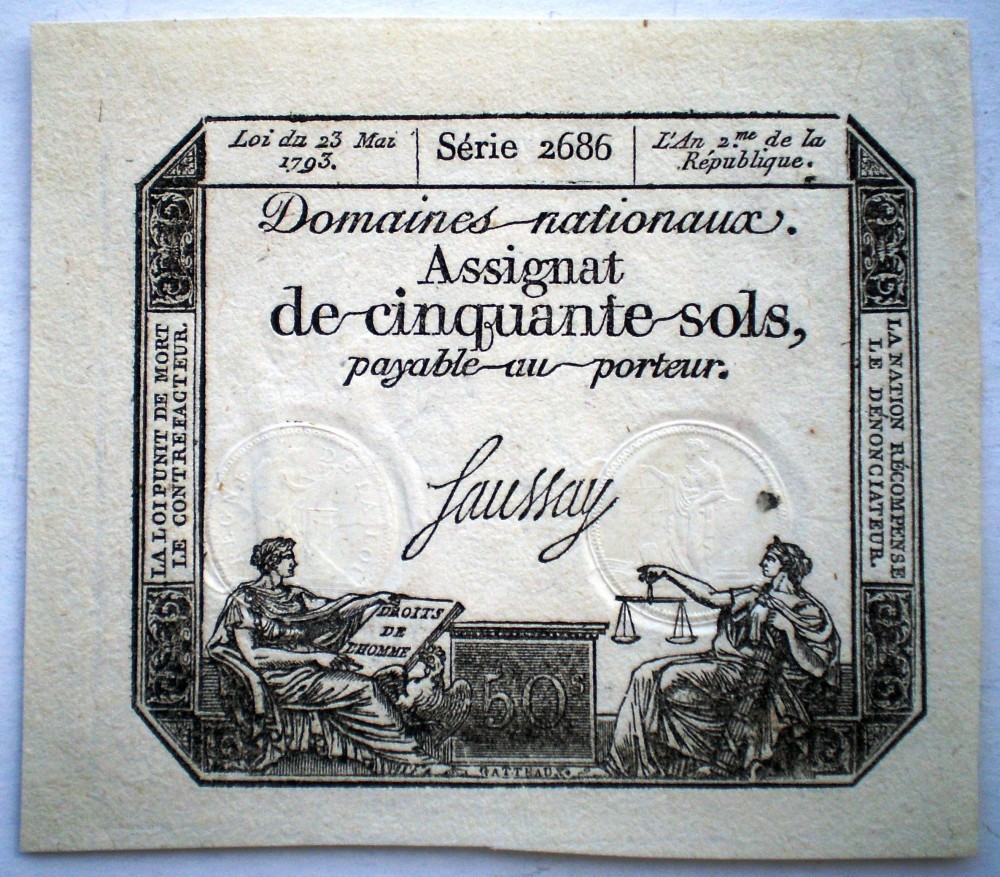 Loi du 23 Mai
1793.
Série 2686
L'An 2.me de la
République.
Domaines nationaux.
Assignat
de cinquante sols,
payable au porteur.
LA LOI PUNIT DE MORT
LE CONTREFACTEUR.
LA NATION RÉCOMPENSE
LE DÉNONCIATEUR.
Saussay
DROITS
DE
L'HOMME
50s
GATTEAUX.